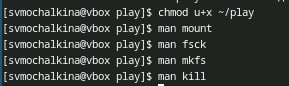 [svmochalkina@vbox play]$ chmod u+x ~/play
[svmochalkina@vbox play]$ man mount
[svmochalkina@vbox play]$ man fsck
[svmochalkina@vbox play]$ man mkfs
[svmochalkina@vbox play]$ man kill